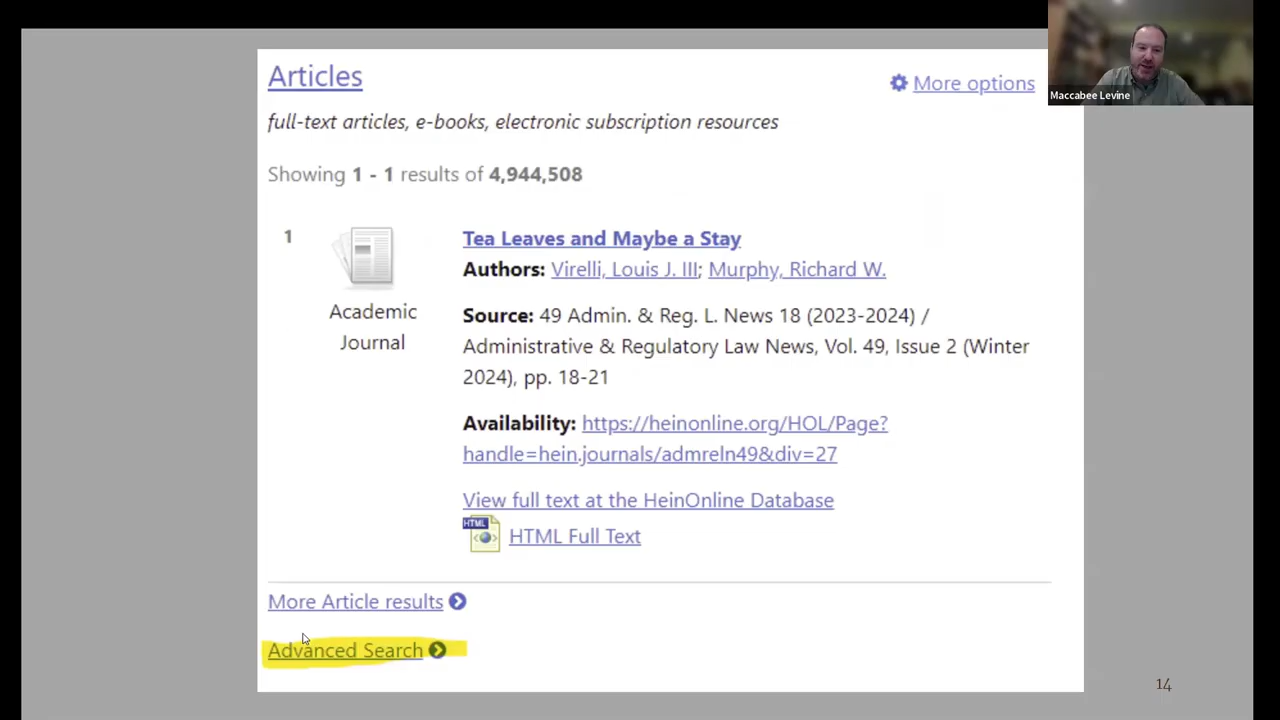 Articles
More options
Maccabee Levine
full-text articles, e-books, electronic subscription resources
Showing 1 - 1 results of 4,944,508
1
Academic
Journal
Tea Leaves and Maybe a Stay
Authors: Virelli, Louis J. III; Murphy, Richard W.
Source: 49 Admin. & Reg. L. News 18 (2023-2024) /
Administrative & Regulatory Law News, Vol. 49, Issue 2 (Winter
2024), pp. 18-21
Availability: https://heinonline.org/HOL/Page?
handle=hein.journals/admreln49&div=27
View full text at the HeinOnline Database
HTML
HTML Full Text
More Article results
Advanced Search
14